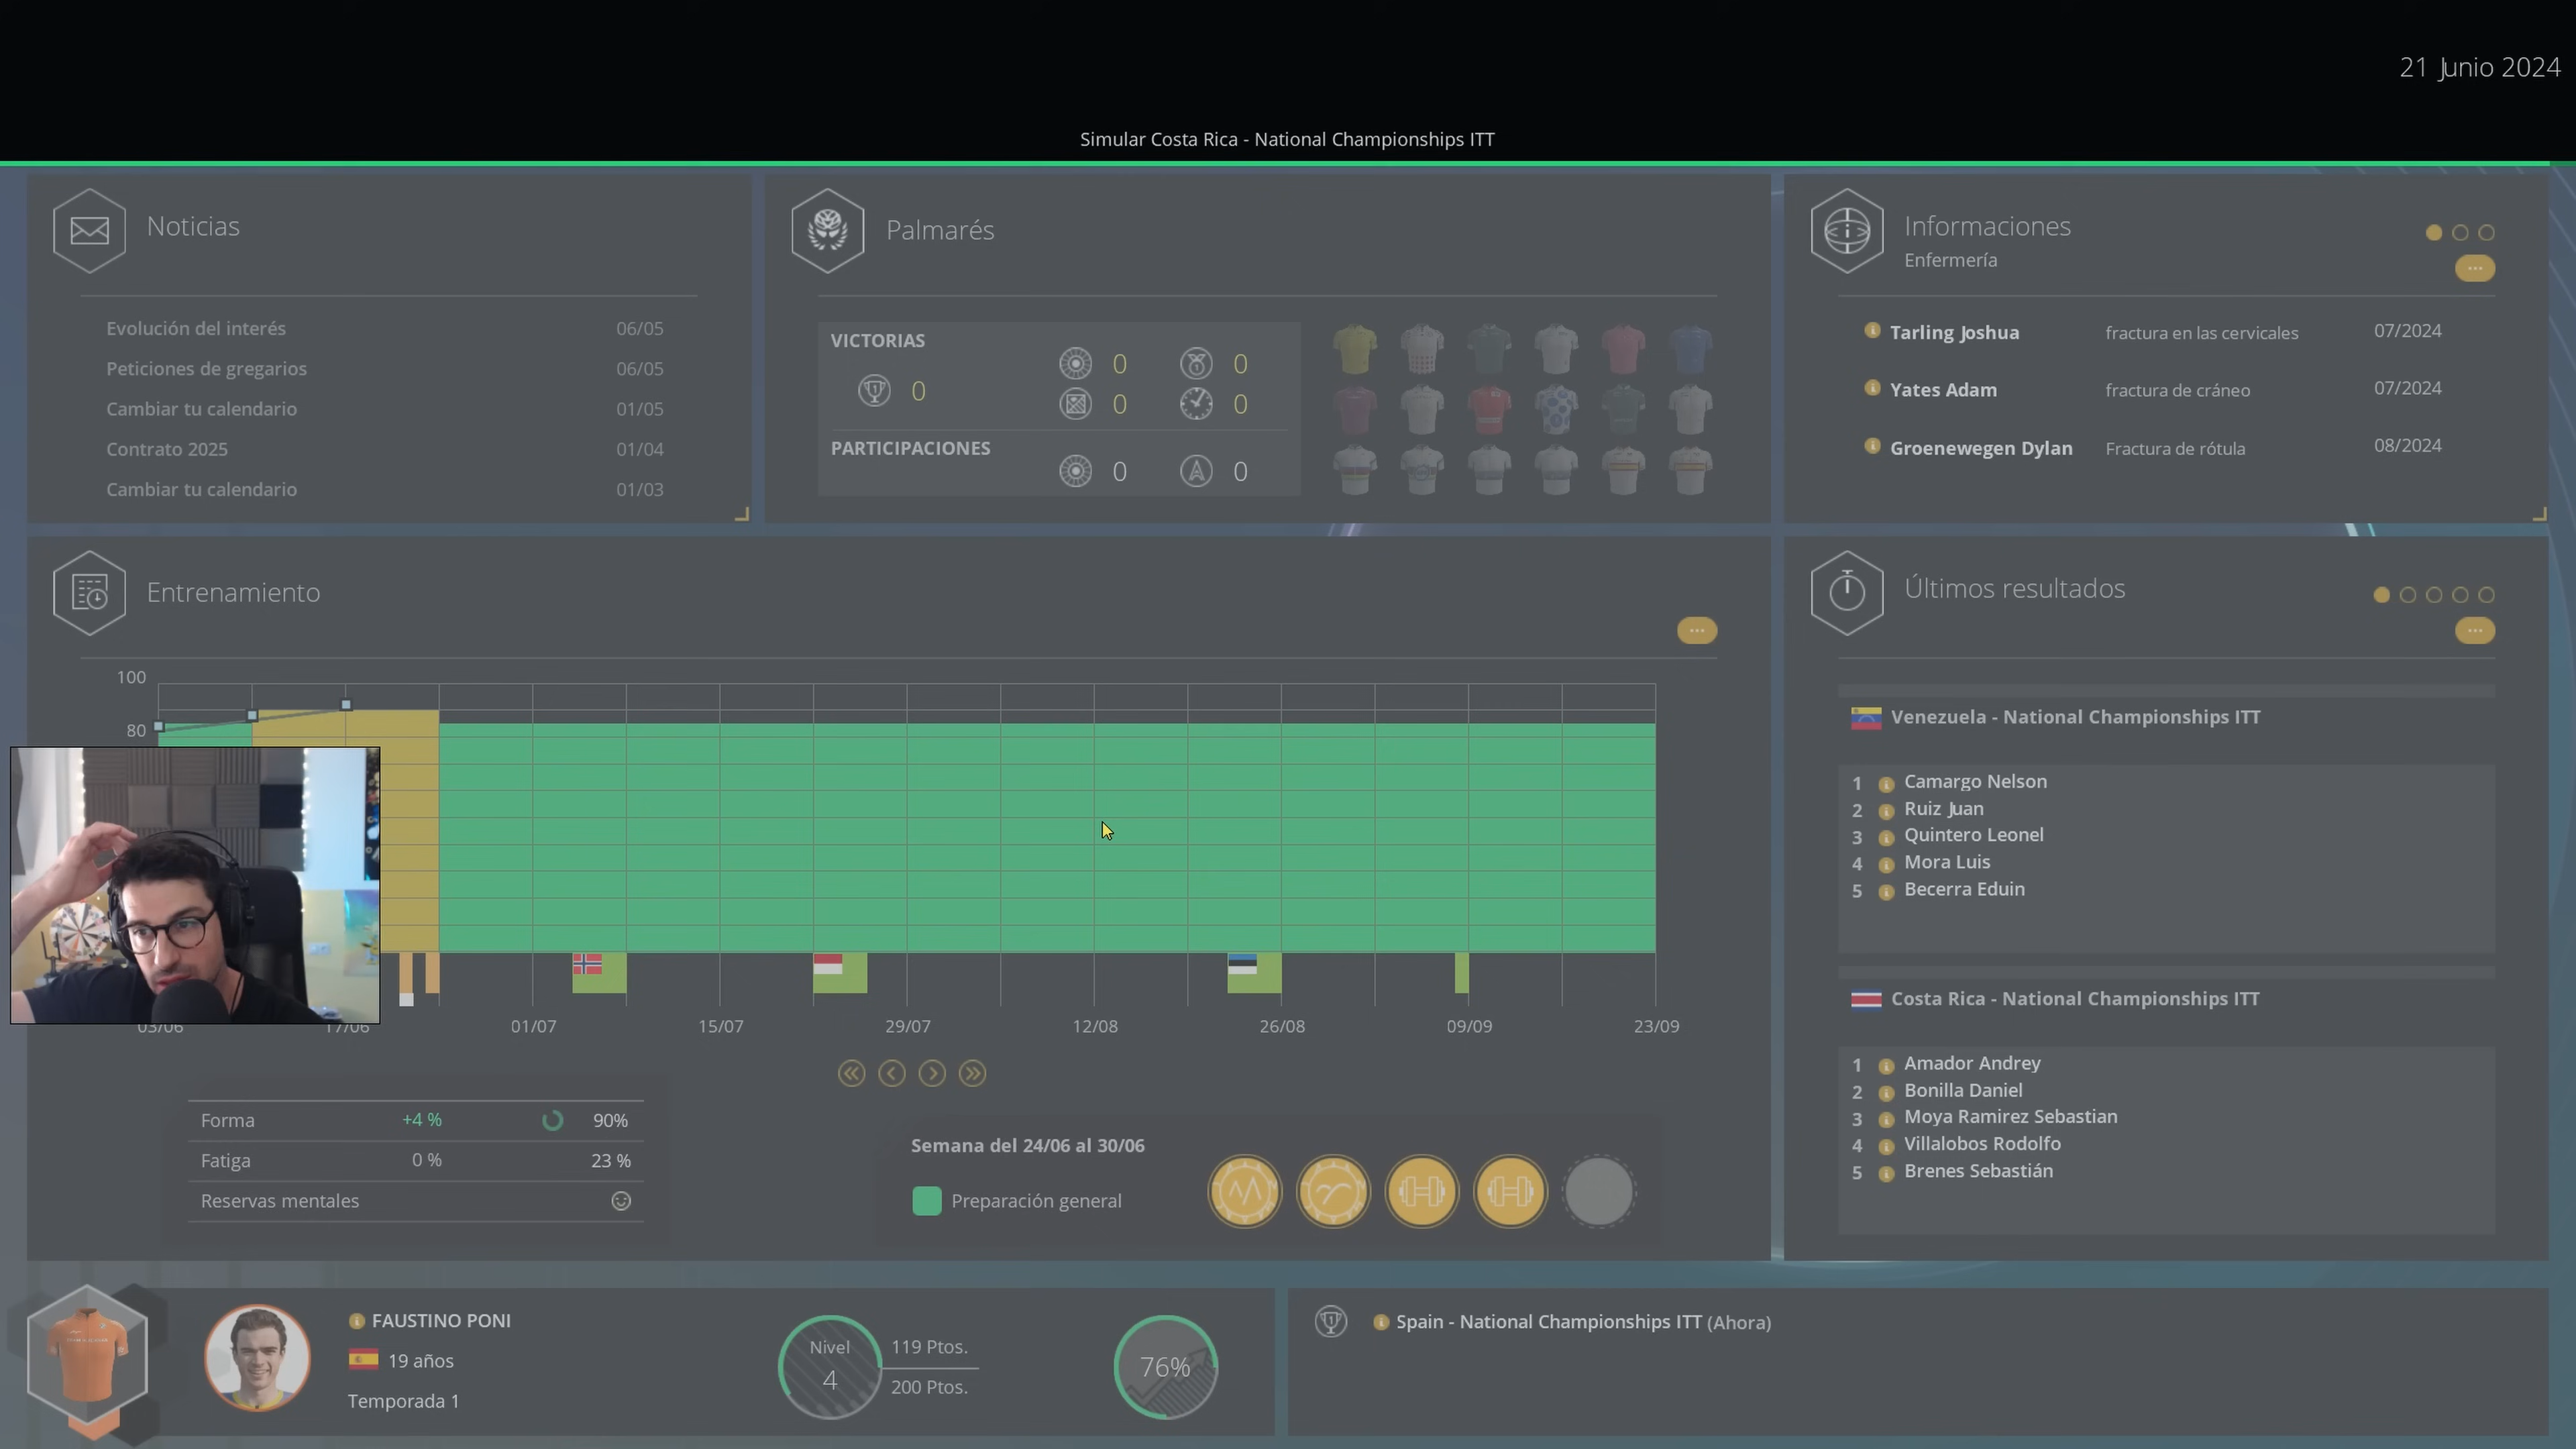 21 Junio 2024
Simular Costa Rica - National Championships ITT
Noticias
Evolución del interés 06/05
Peticiones de gregarios 06/05
Cambiar tu calendario 01/05
Contrato 2025 01/04
Cambiar tu calendario 01/03
Palmarés
VICTORIAS
0 0
0
0 0
PARTICIPACIONES
0 0
Informaciones
Enfermería
Tarling Joshua fractura en las cervicales 07/2024
Yates Adam fractura de cráneo 07/2024
Groenewegen Dylan Fractura de rótula 08/2024
Entrenamiento
100
80
03/06 17/06 01/07 15/07 29/07 12/08 26/08 09/09 23/09
Forma +4 % 90%
Fatiga 0 % 23 %
Reservas mentales
Semana del 24/06 al 30/06
Preparación general
Últimos resultados
Venezuela - National Championships ITT
1 Camargo Nelson
2 Ruiz Juan
3 Quintero Leonel
4 Mora Luis
5 Becerra Eduin
Costa Rica - National Championships ITT
1 Amador Andrey
2 Bonilla Daniel
3 Moya Ramirez Sebastian
4 Villalobos Rodolfo
5 Brenes Sebastián
FAUSTINO PONI
19 años
Temporada 1
Nivel
4
119 Ptos.
200 Ptos.
76%
Spain - National Championships ITT (Ahora)